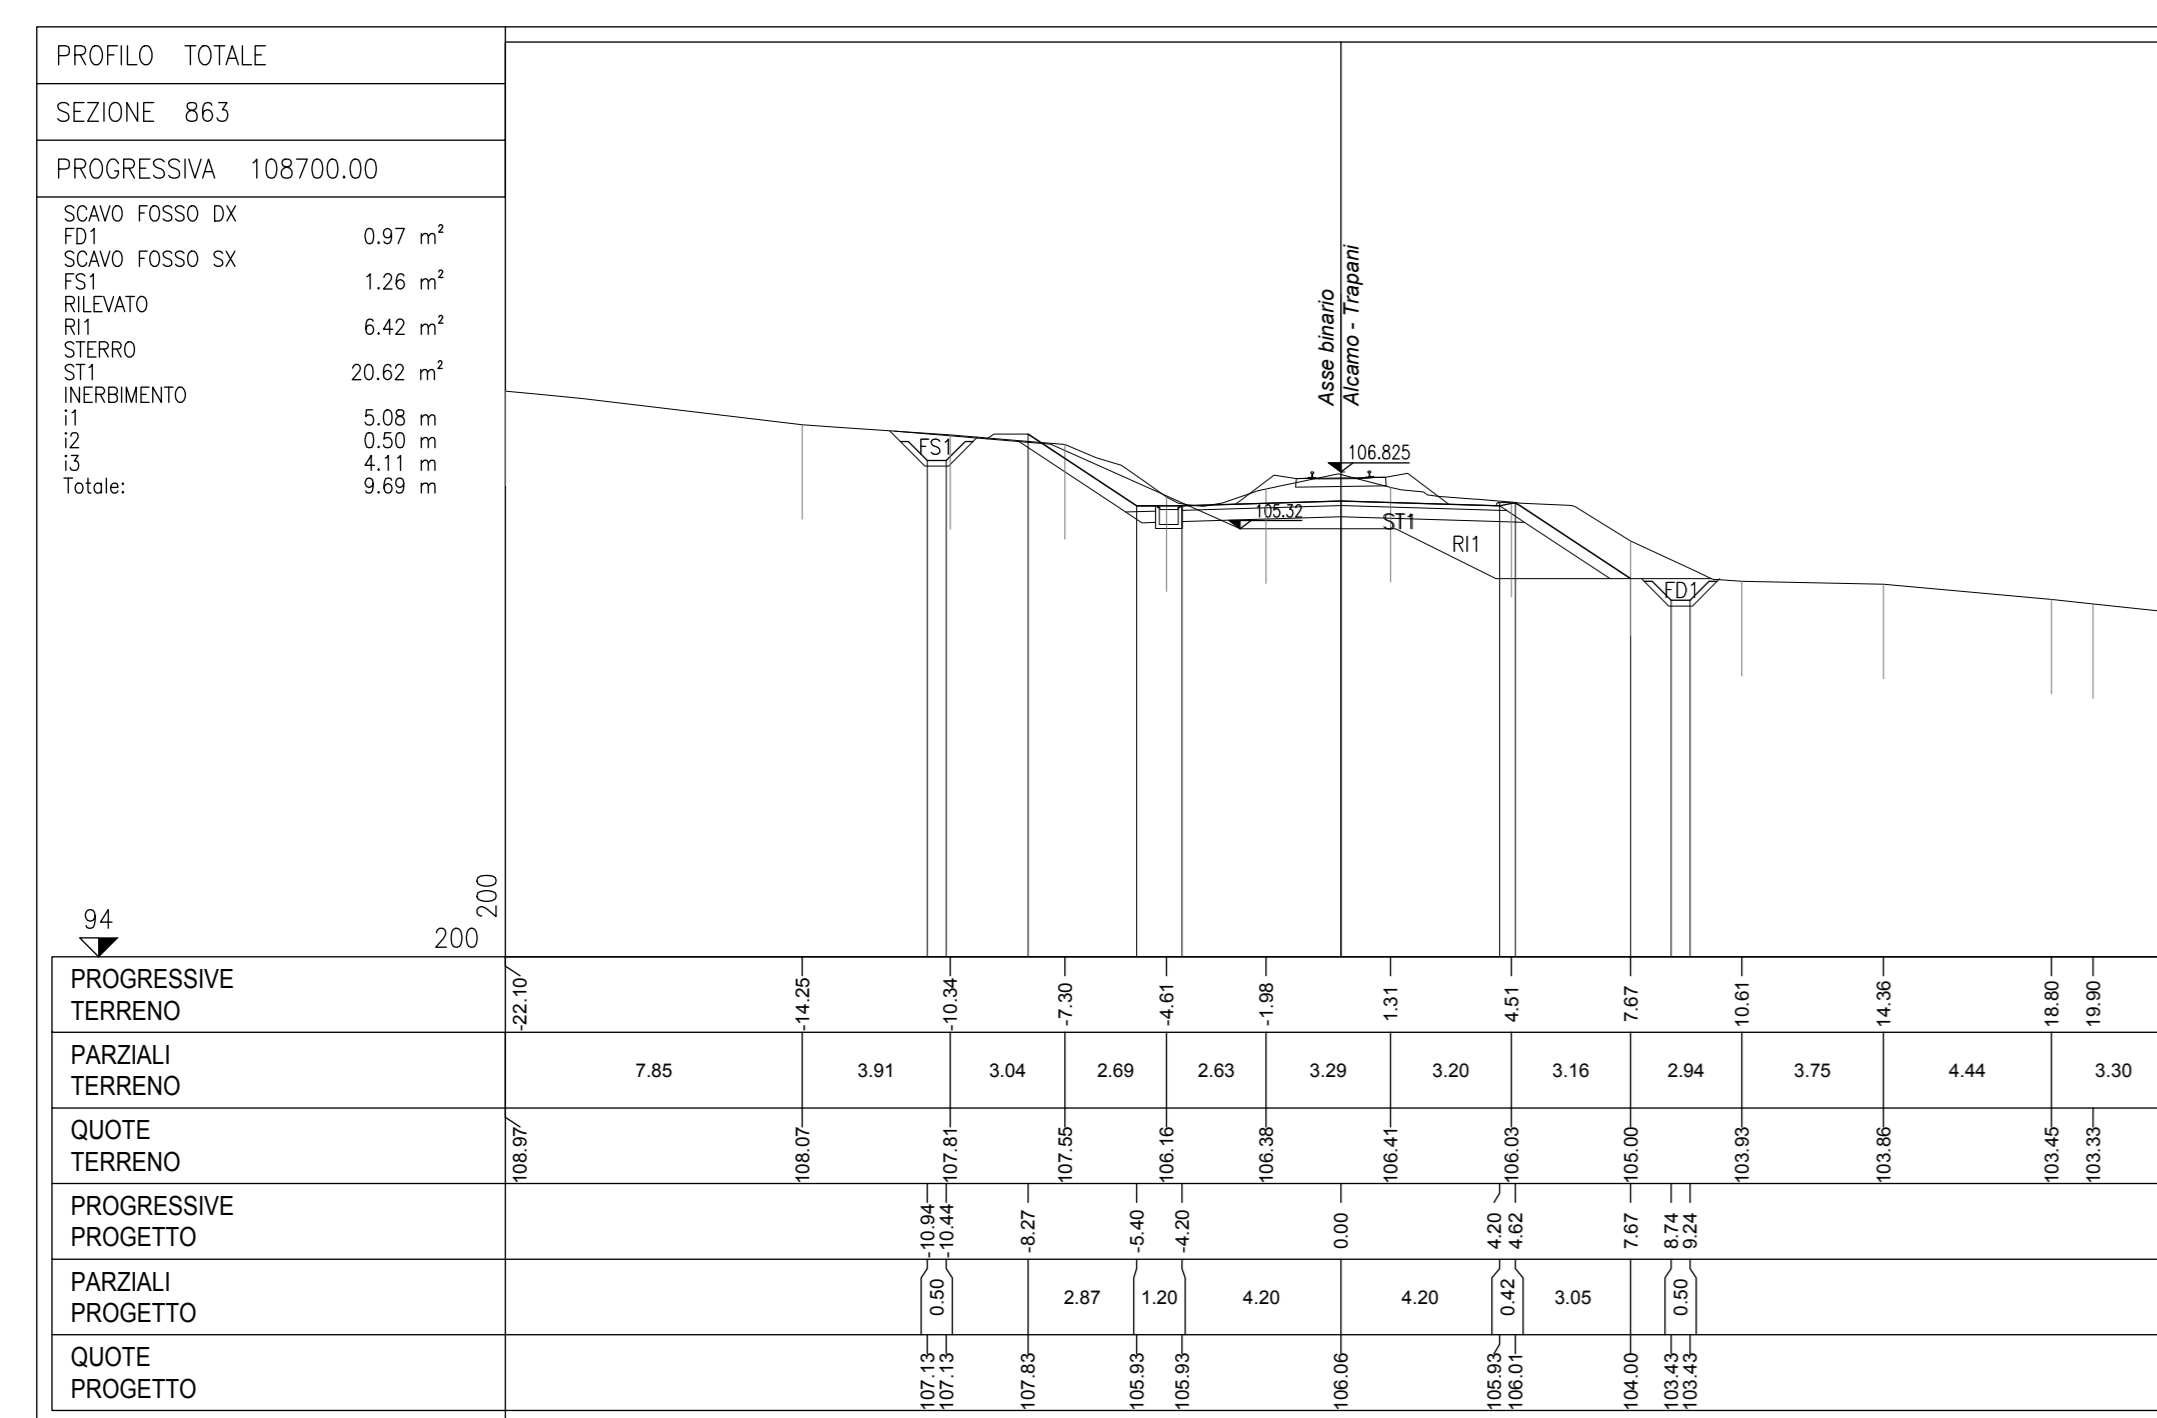 PROFILO TOTALE
SEZIONE 863
PROGRESSIVA 108700.00
SCAVO FOSSO DX
FD1 0.97 m²
SCAVO FOSSO SX
FS1 1.26 m²
RILEVATO
RI1 6.42 m²
STERRO
ST1 20.62 m²
INERBIMENTO
i1 5.08 m
i2 0.50 m
i3 4.11 m
Totale: 9.69 m
Asse binario
Alcamo - Trapani
106.825
FS1
105.32
ST1
RI1
FD1
200
94
200
PROGRESSIVE TERRENO
-22.10 -14.25 -10.34 -7.30 -4.61 -1.98 1.31 4.51 7.67 10.61 14.36 18.80 19.90
PARZIALI TERRENO
7.85 3.91 3.04 2.69 2.63 3.29 3.20 3.16 2.94 3.75 4.44 3.30
QUOTE TERRENO
108.97 108.07 107.81 107.55 106.16 106.38 106.41 106.03 105.00 103.93 103.86 103.45 103.33
PROGRESSIVE PROGETTO
-10.94 -10.44 -8.27 -5.40 -4.20 0.00 4.20 4.62 7.67 8.74 9.24
PARZIALI PROGETTO
0.50 2.87 1.20 4.20 4.20 0.42 3.05 0.50
QUOTE PROGETTO
107.13 107.13 107.83 105.93 105.93 106.06 105.93 106.01 104.00 103.43 103.43